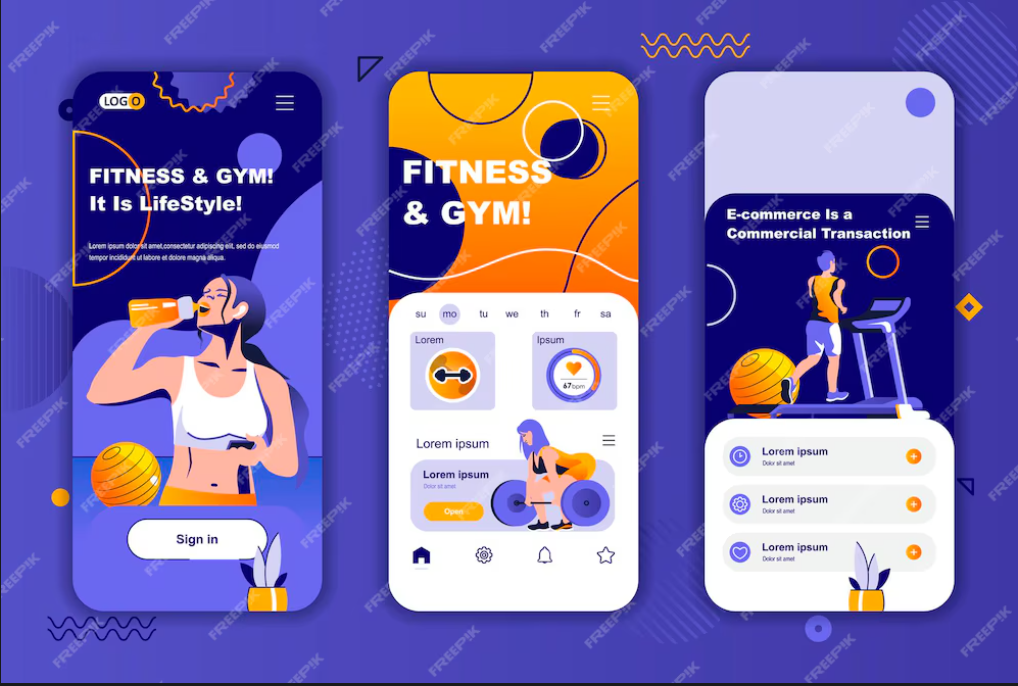 LOGO
FITNESS & GYM!
It Is LifeStyle!
Lorem ipsum dolor sit amet,consectetur adipiscing elit, sed do eiusmod
tempor incididunt ut labore et dolore magna aliqua.
Sign in
FITNESS
& GYM!
su mo tu we th fr sa
Lorem
Ipsum
67bpm
Lorem ipsum
Lorem ipsum
Dolor sit amet
Open
E-commerce Is a
Commercial Transaction
Lorem ipsum
Dolor sit amet
Lorem ipsum
Dolor sit amet
Lorem ipsum
Dolor sit amet
FREEPIK